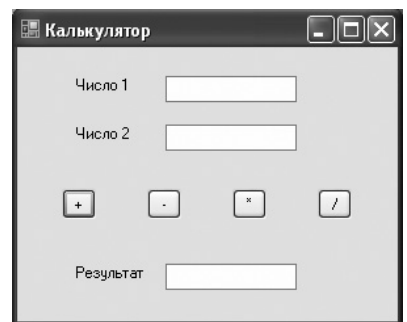 Калькулятор
Число 1
Число 2
+ - * /
Результат